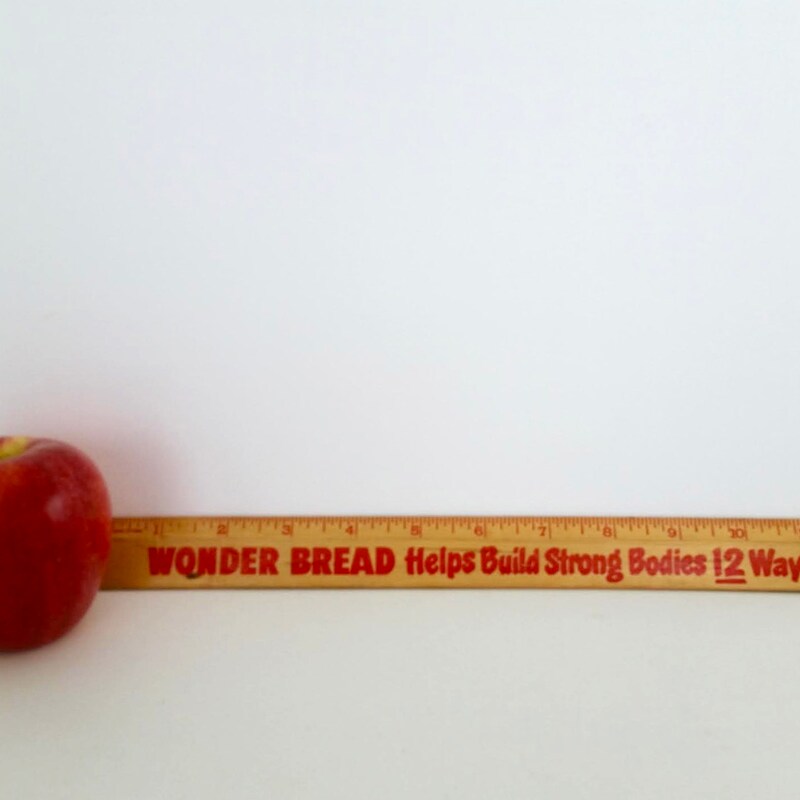 1 2 3 4 5 6 7 8 9 10
WONDER BREAD Helps Build Strong Bodies 12 Way